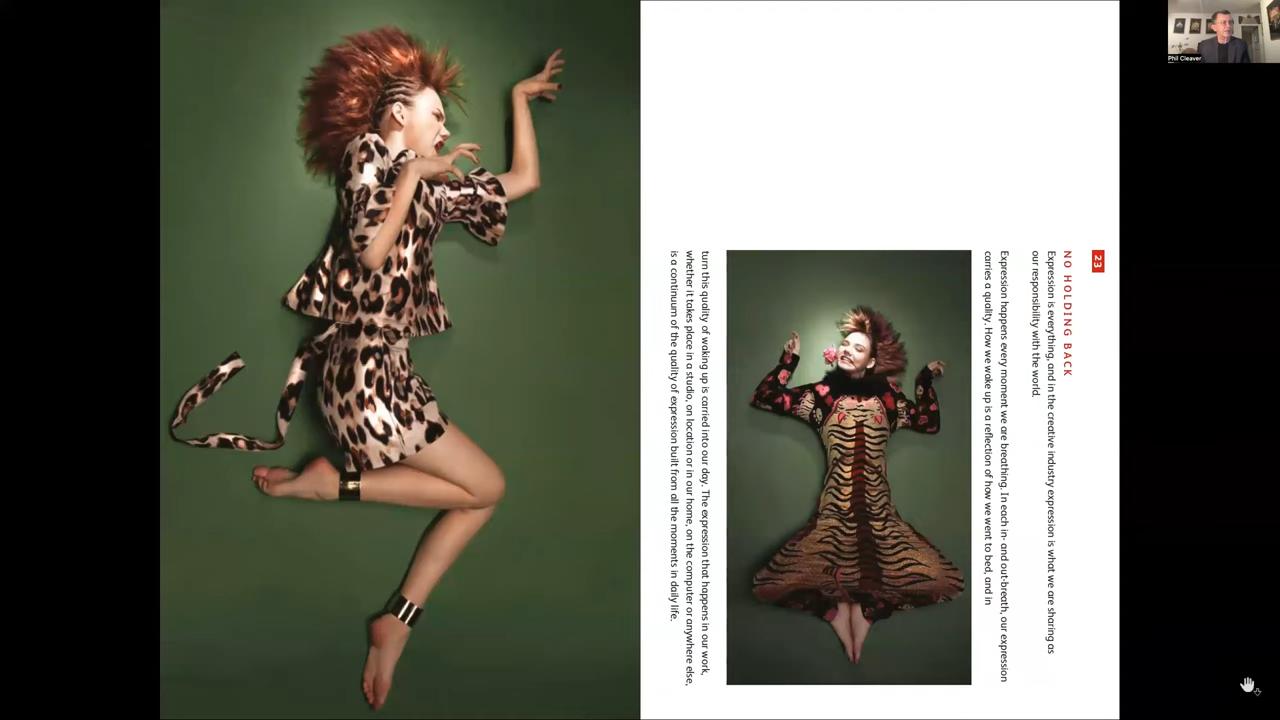 Phil Cleaver
23
NO HOLDING BACK
Expression is everything, and in the creative industry expression is what we are sharing as
our responsibility with the world.
Expression happens every moment we are breathing. In each in- and out-breath, our expression
carries a quality. How we wake up is a reflection of how we went to bed, and in
turn this quality of waking up is carried into our day. The expression that happens in our work,
whether it takes place in a studio, on location or in our home, on the computer or anywhere else,
is a continuum of the quality of expression built from all the moments in daily life.